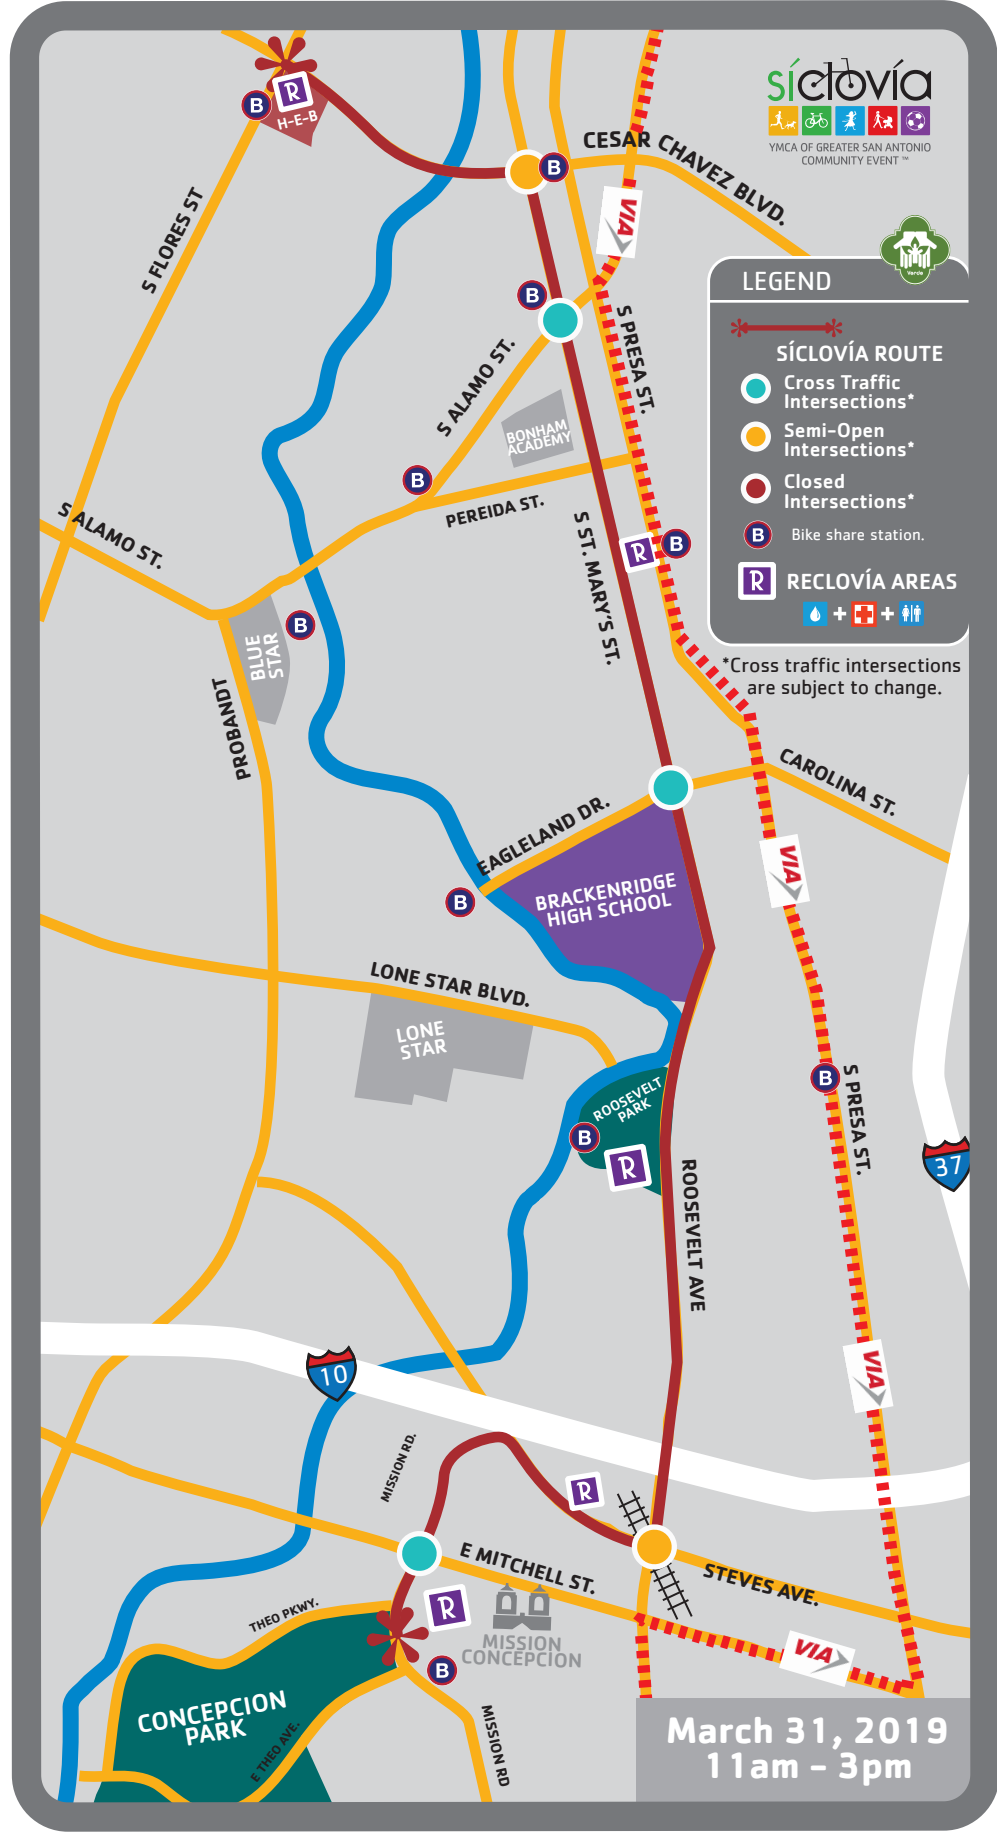 síclovía
YMCA OF GREATER SAN ANTONIO
COMMUNITY EVENT ™
R
B
H-E-B
B
CESAR CHAVEZ BLVD.
VIA
S FLORES ST
Verde
LEGEND
SÍCLOVÍA ROUTE
Cross Traffic
Intersections*
Semi-Open
Intersections*
Closed
Intersections*
B
Bike share station.
R
RECLOVÍA AREAS
+
+
*Cross traffic intersections
are subject to change.
B
S PRESA ST.
S ALAMO ST.
BONHAM
ACADEMY
B
PEREIDA ST.
S ALAMO ST.
S ST. MARY'S ST.
R
B
BLUE
STAR
B
PROBANDT
CAROLINA ST.
EAGLELAND DR.
VIA
BRACKENRIDGE
HIGH SCHOOL
B
LONE STAR BLVD.
LONE
STAR
B
S PRESA ST.
ROOSEVELT
PARK
B
R
37
ROOSEVELT AVE
10
VIA
MISSION RD.
R
E MITCHELL ST.
STEVES AVE.
THEO PKWY.
R
MISSION
CONCEPCION
VIA
B
CONCEPCION
PARK
E THEO AVE.
MISSION RD
March 31, 2019
11am - 3pm